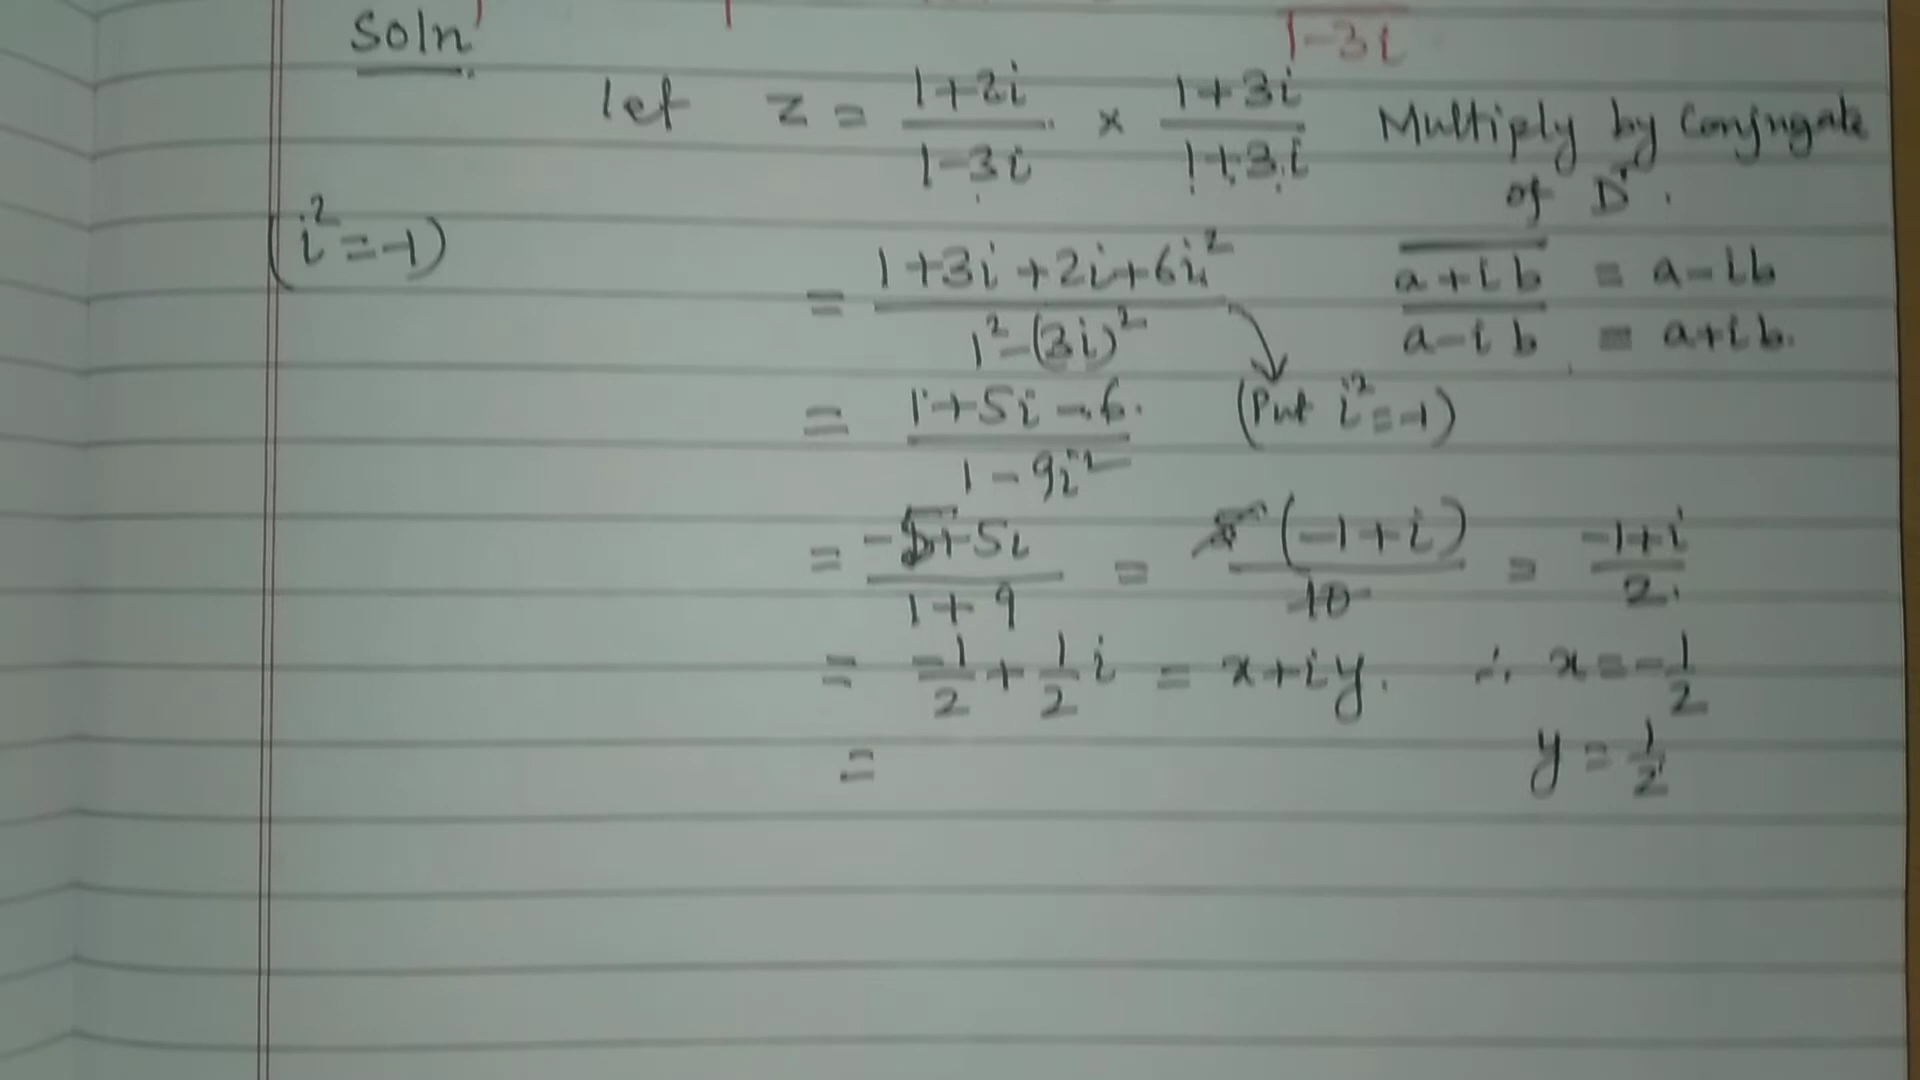 1-3i
Soln
let z = (1+2i)/(1-3i) × (1+3i)/(1+3i) Multiply by Conjugate
of Dr.
(i²=-1)
= (1+3i+2i+6i²)/(1²-(3i)²)
a+ib = a-ib
a-ib = a+ib.
= (1+5i-6)/(1-9i²) (Put i²=-1)
= (-5+5i)/(1+9) = 5(-1+i)/10 = (-1+i)/2
= -1/2 + 1/2 i = x+iy. ∴ x=-1/2
= y = 1/2